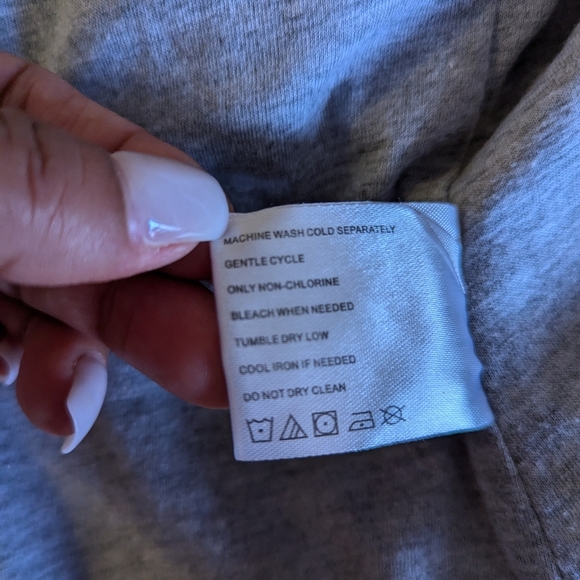 MACHINE WASH COLD SEPARATELY
GENTLE CYCLE
ONLY NON-CHLORINE
BLEACH WHEN NEEDED
TUMBLE DRY LOW
COOL IRON IF NEEDED
DO NOT DRY CLEAN